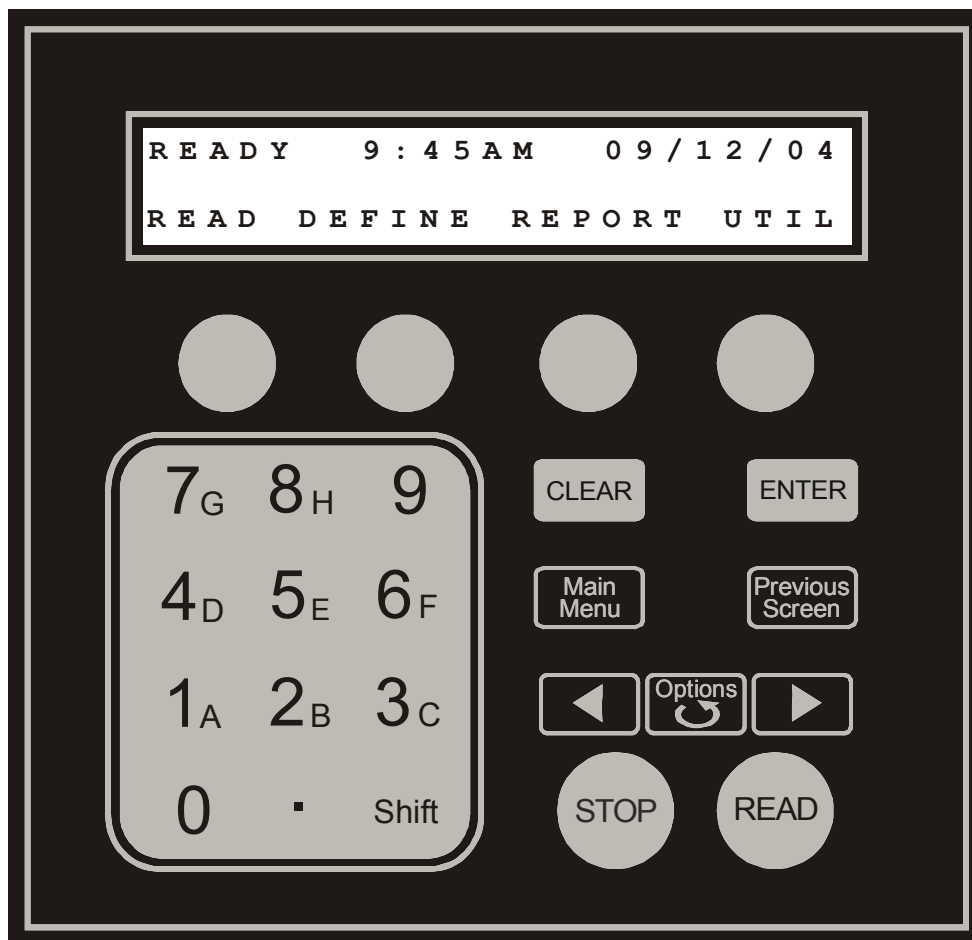 READY 9:45AM 09/12/04
READ DEFINE REPORT UTIL
7G 8H 9
CLEAR ENTER
4D 5E 6F
Main Menu
Previous Screen
1A 2B 3C
Options
0 . Shift
STOP READ